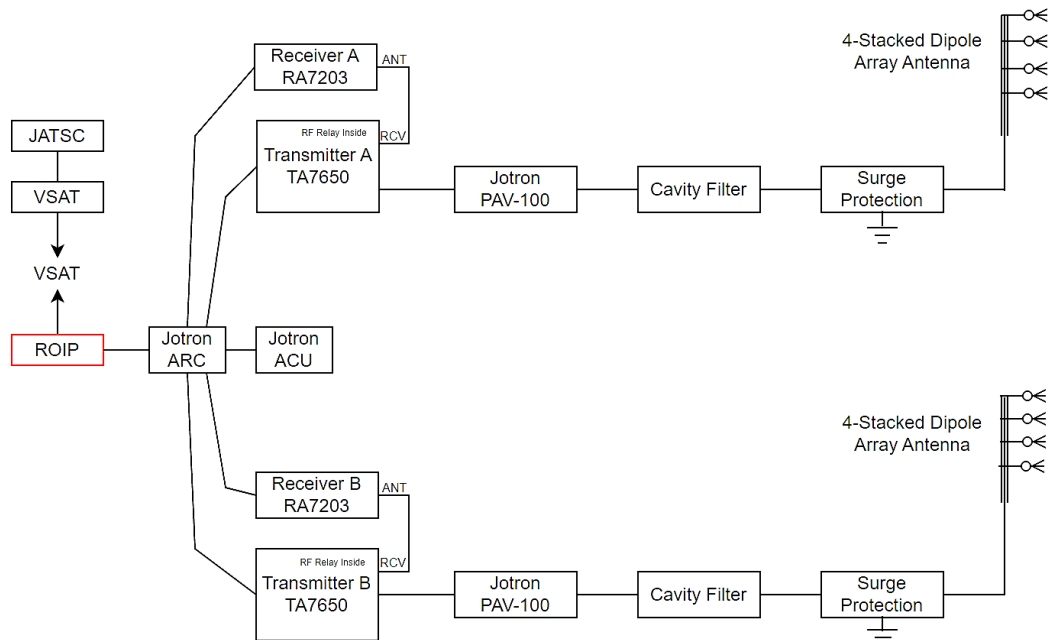 Receiver A
RA7203
ANT
4-Stacked Dipole
Array Antenna
JATSC
RF Relay Inside
RCV
Transmitter A
TA7650
VSAT
Jotron
PAV-100
Cavity Filter
Surge
Protection
VSAT
ROIP
Jotron
ARC
Jotron
ACU
4-Stacked Dipole
Array Antenna
Receiver B
RA7203
ANT
RF Relay Inside
RCV
Transmitter B
TA7650
Jotron
PAV-100
Cavity Filter
Surge
Protection